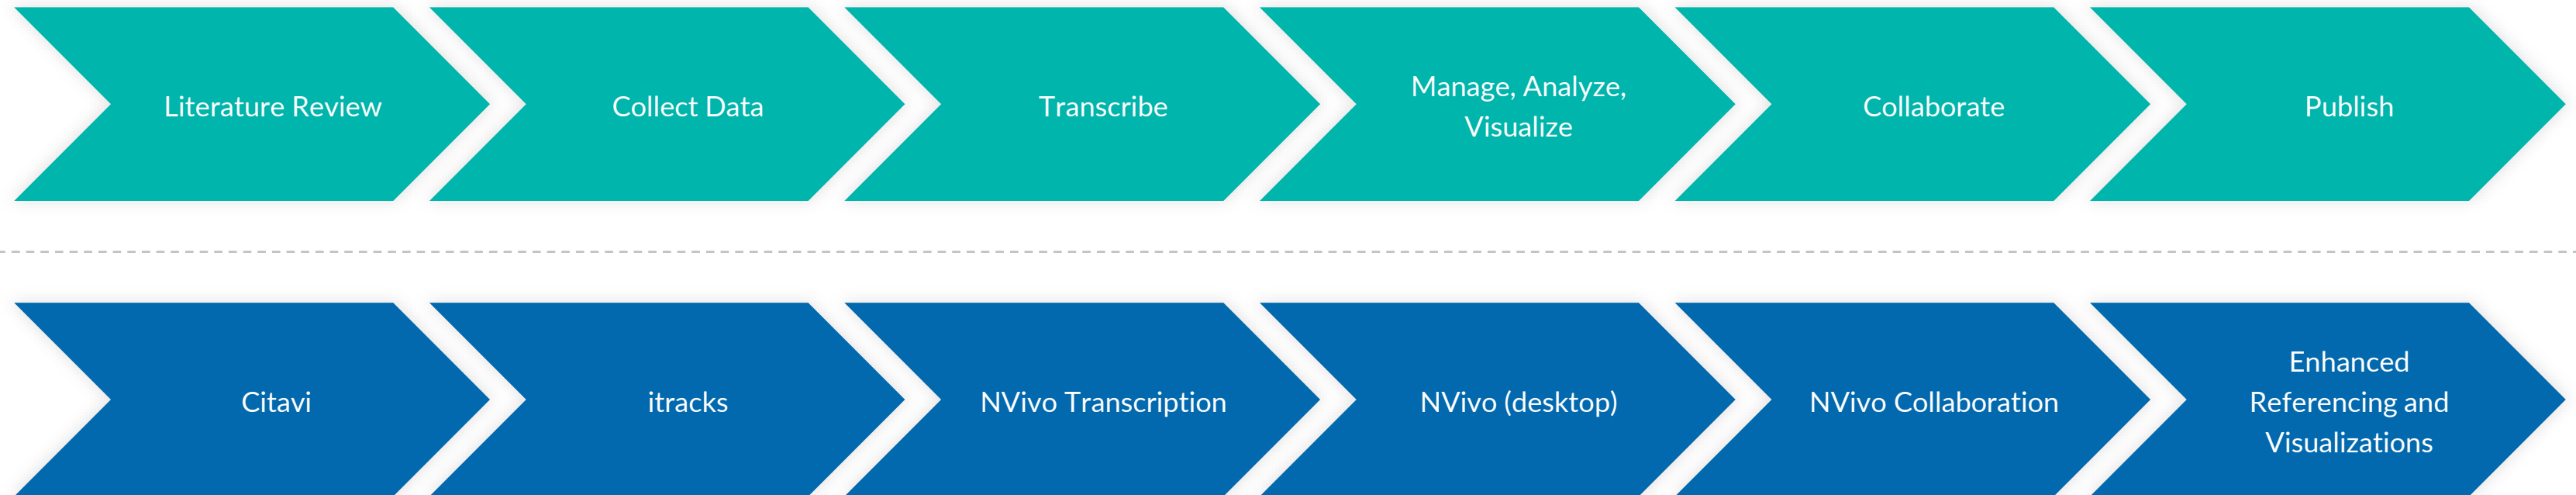 Literature Review
Collect Data
Transcribe
Manage, Analyze,
Visualize
Collaborate
Publish
Citavi
itracks
NVivo Transcription
NVivo (desktop)
NVivo Collaboration
Enhanced
Referencing and
Visualizations